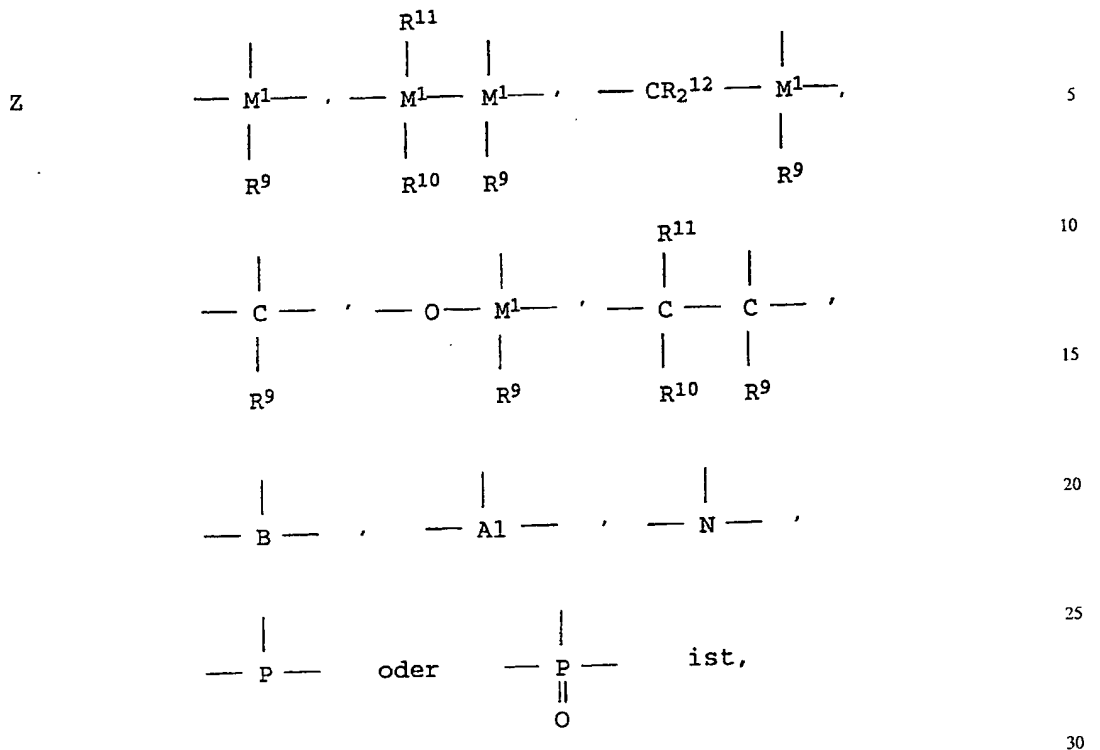 R¹¹
Z — M¹— , — M¹— M¹—, — CR₂¹² — M¹—, 5
R⁹ R¹⁰ R⁹ R⁹
10
R¹¹
— C — , — O— M¹— , — C — C — ,
15
R⁹ R⁹ R¹⁰ R⁹
20
— B — , — Al — , — N — ,
25
— P — oder — P — ist,
||
O
30